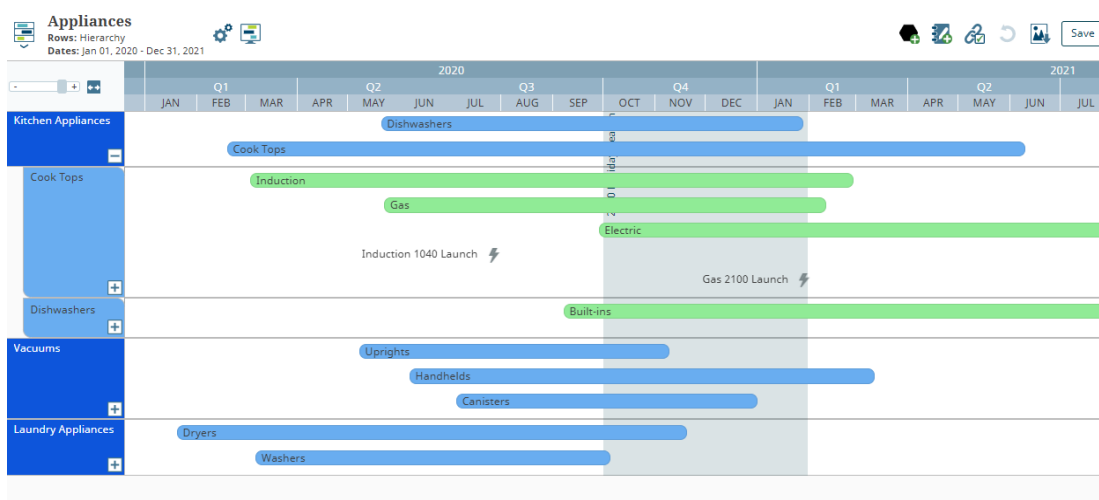 Appliances
Rows: Hierarchy
Dates: Jan 01, 2020 - Dec 31, 2021
Save
2020 2021
Q1 Q2 Q3 Q4 Q1 Q2
JAN FEB MAR APR MAY JUN JUL AUG SEP OCT NOV DEC JAN FEB MAR APR MAY JUN JUL
Kitchen Appliances
Dishwashers
Cook Tops
Cook Tops
Induction
Gas
Electric
Induction 1040 Launch
Gas 2100 Launch
Dishwashers
Built-ins
Vacuums
Uprights
Handhelds
Canisters
Laundry Appliances
Dryers
Washers